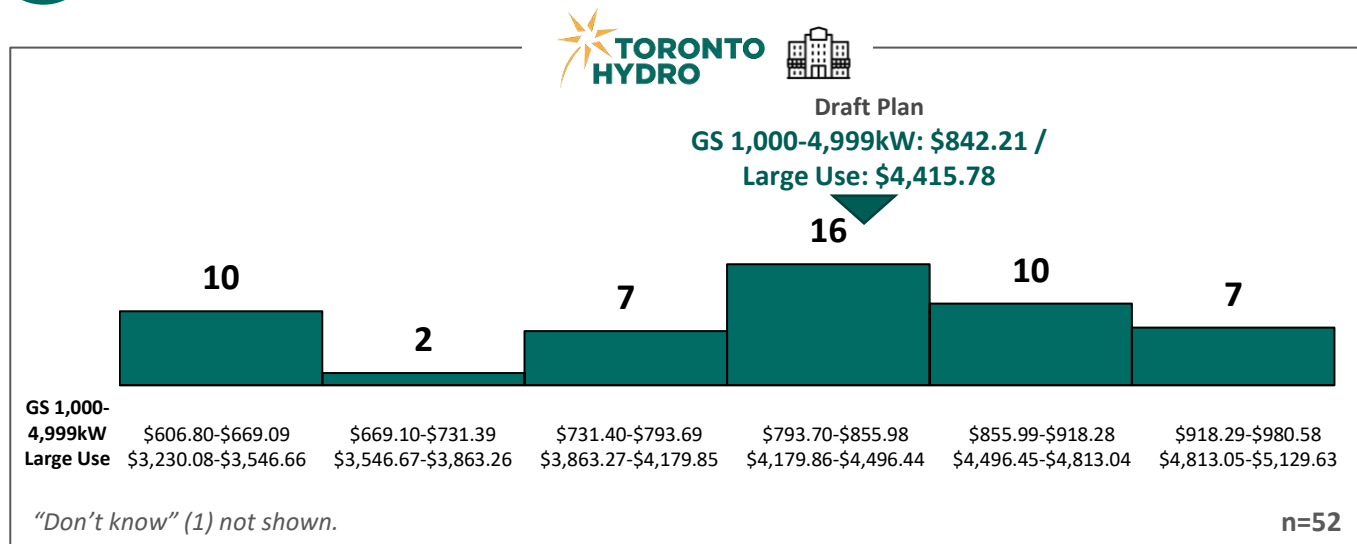 TORONTO
HYDRO
Draft Plan
GS 1,000-4,999kW: $842.21 /
Large Use: $4,415.78
10
2
7
16
10
7
GS 1,000-
4,999kW $606.80-$669.09 $669.10-$731.39 $731.40-$793.69 $793.70-$855.98 $855.99-$918.28 $918.29-$980.58
Large Use $3,230.08-$3,546.66 $3,546.67-$3,863.26 $3,863.27-$4,179.85 $4,179.86-$4,496.44 $4,496.45-$4,813.04 $4,813.05-$5,129.63
“Don’t know” (1) not shown. n=52